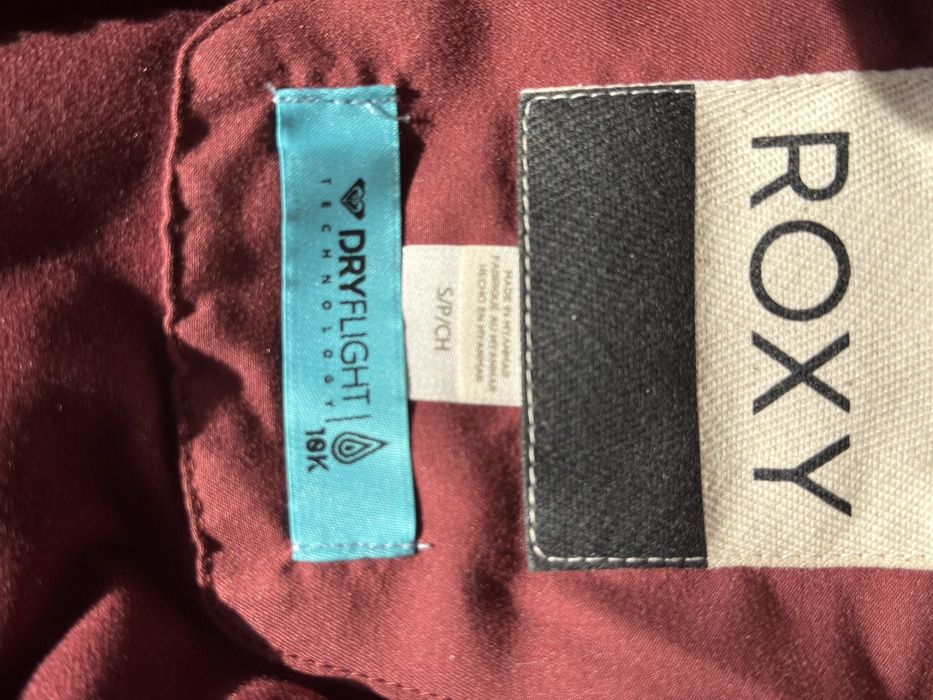 ROXY
S/P/CH
DRYFLIGHT | 10K
TECHNOLOGY